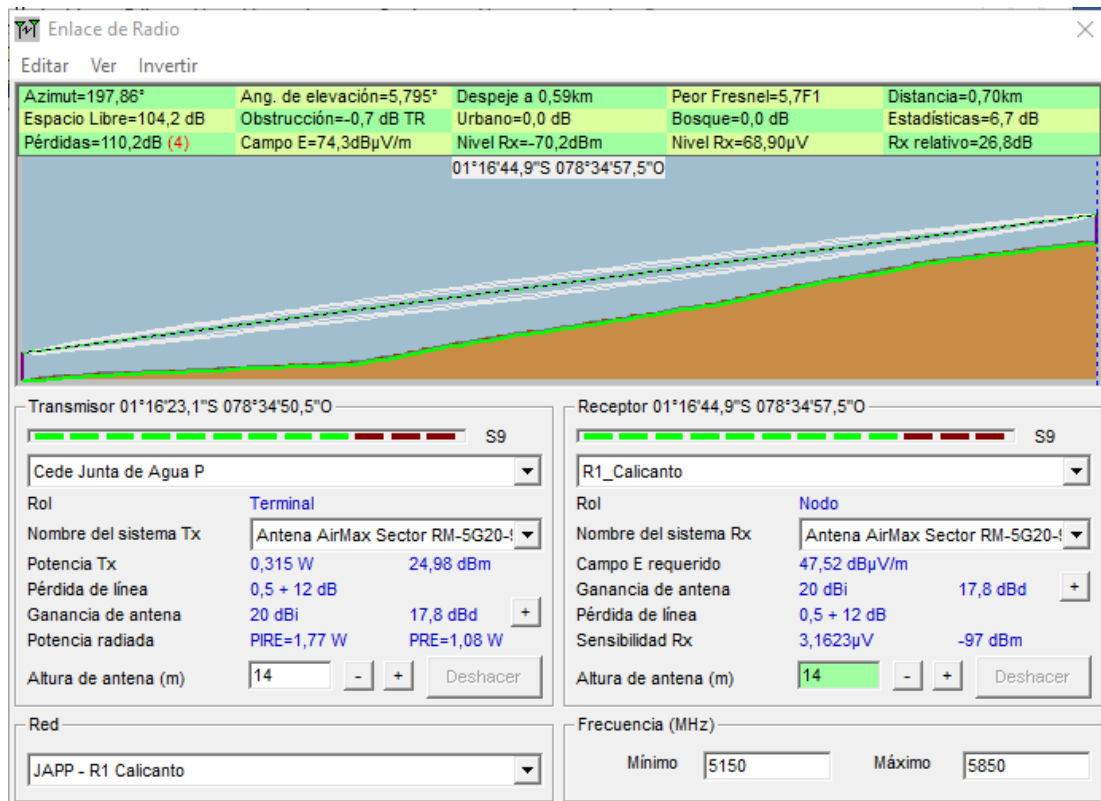 Enlace de Radio
Editar Ver Invertir
Azimut=197,86° Ang. de elevación=5,795° Despeje a 0,59km Peor Fresnel=5,7F1 Distancia=0,70km
Espacio Libre=104,2 dB Obstrucción=-0,7 dB TR Urbano=0,0 dB Bosque=0,0 dB Estadísticas=6,7 dB
Pérdidas=110,2dB (4) Campo E=74,3dBµV/m Nivel Rx=-70,2dBm Nivel Rx=68,90µV Rx relativo=26,8dB
01°16'44,9"S 078°34'57,5"O
Transmisor 01°16'23,1"S 078°34'50,5"O
S9
Cede Junta de Agua P
Rol Terminal
Nombre del sistema Tx Antena AirMax Sector RM-5G20-
Potencia Tx 0,315 W 24,98 dBm
Pérdida de línea 0,5 + 12 dB
Ganancia de antena 20 dBi 17,8 dBd +
Potencia radiada PIRE=1,77 W PRE=1,08 W
Altura de antena (m) 14 - + Deshacer
Red
JAPP - R1 Calicanto
Receptor 01°16'44,9"S 078°34'57,5"O
S9
R1_Calicanto
Rol Nodo
Nombre del sistema Rx Antena AirMax Sector RM-5G20-
Campo E requerido 47,52 dBµV/m
Ganancia de antena 20 dBi 17,8 dBd +
Pérdida de línea 0,5 + 12 dB
Sensibilidad Rx 3,1623µV -97 dBm
Altura de antena (m) 14 - + Deshacer
Frecuencia (MHz)
Mínimo 5150 Máximo 5850